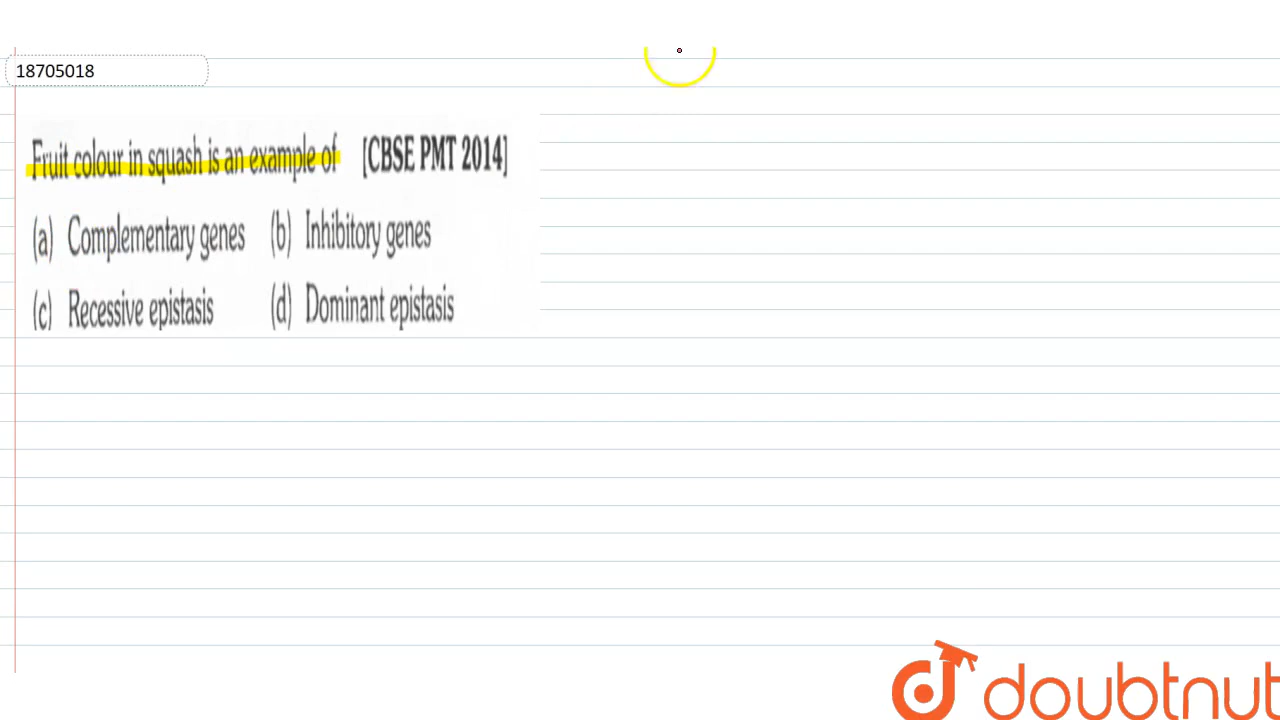 18705018
Fruit colour in squash is an example of [CBSE PMT 2014]
(a) Complementary genes (b) Inhibitory genes
(c) Recessive epistasis (d) Dominant epistasis
doubtnut